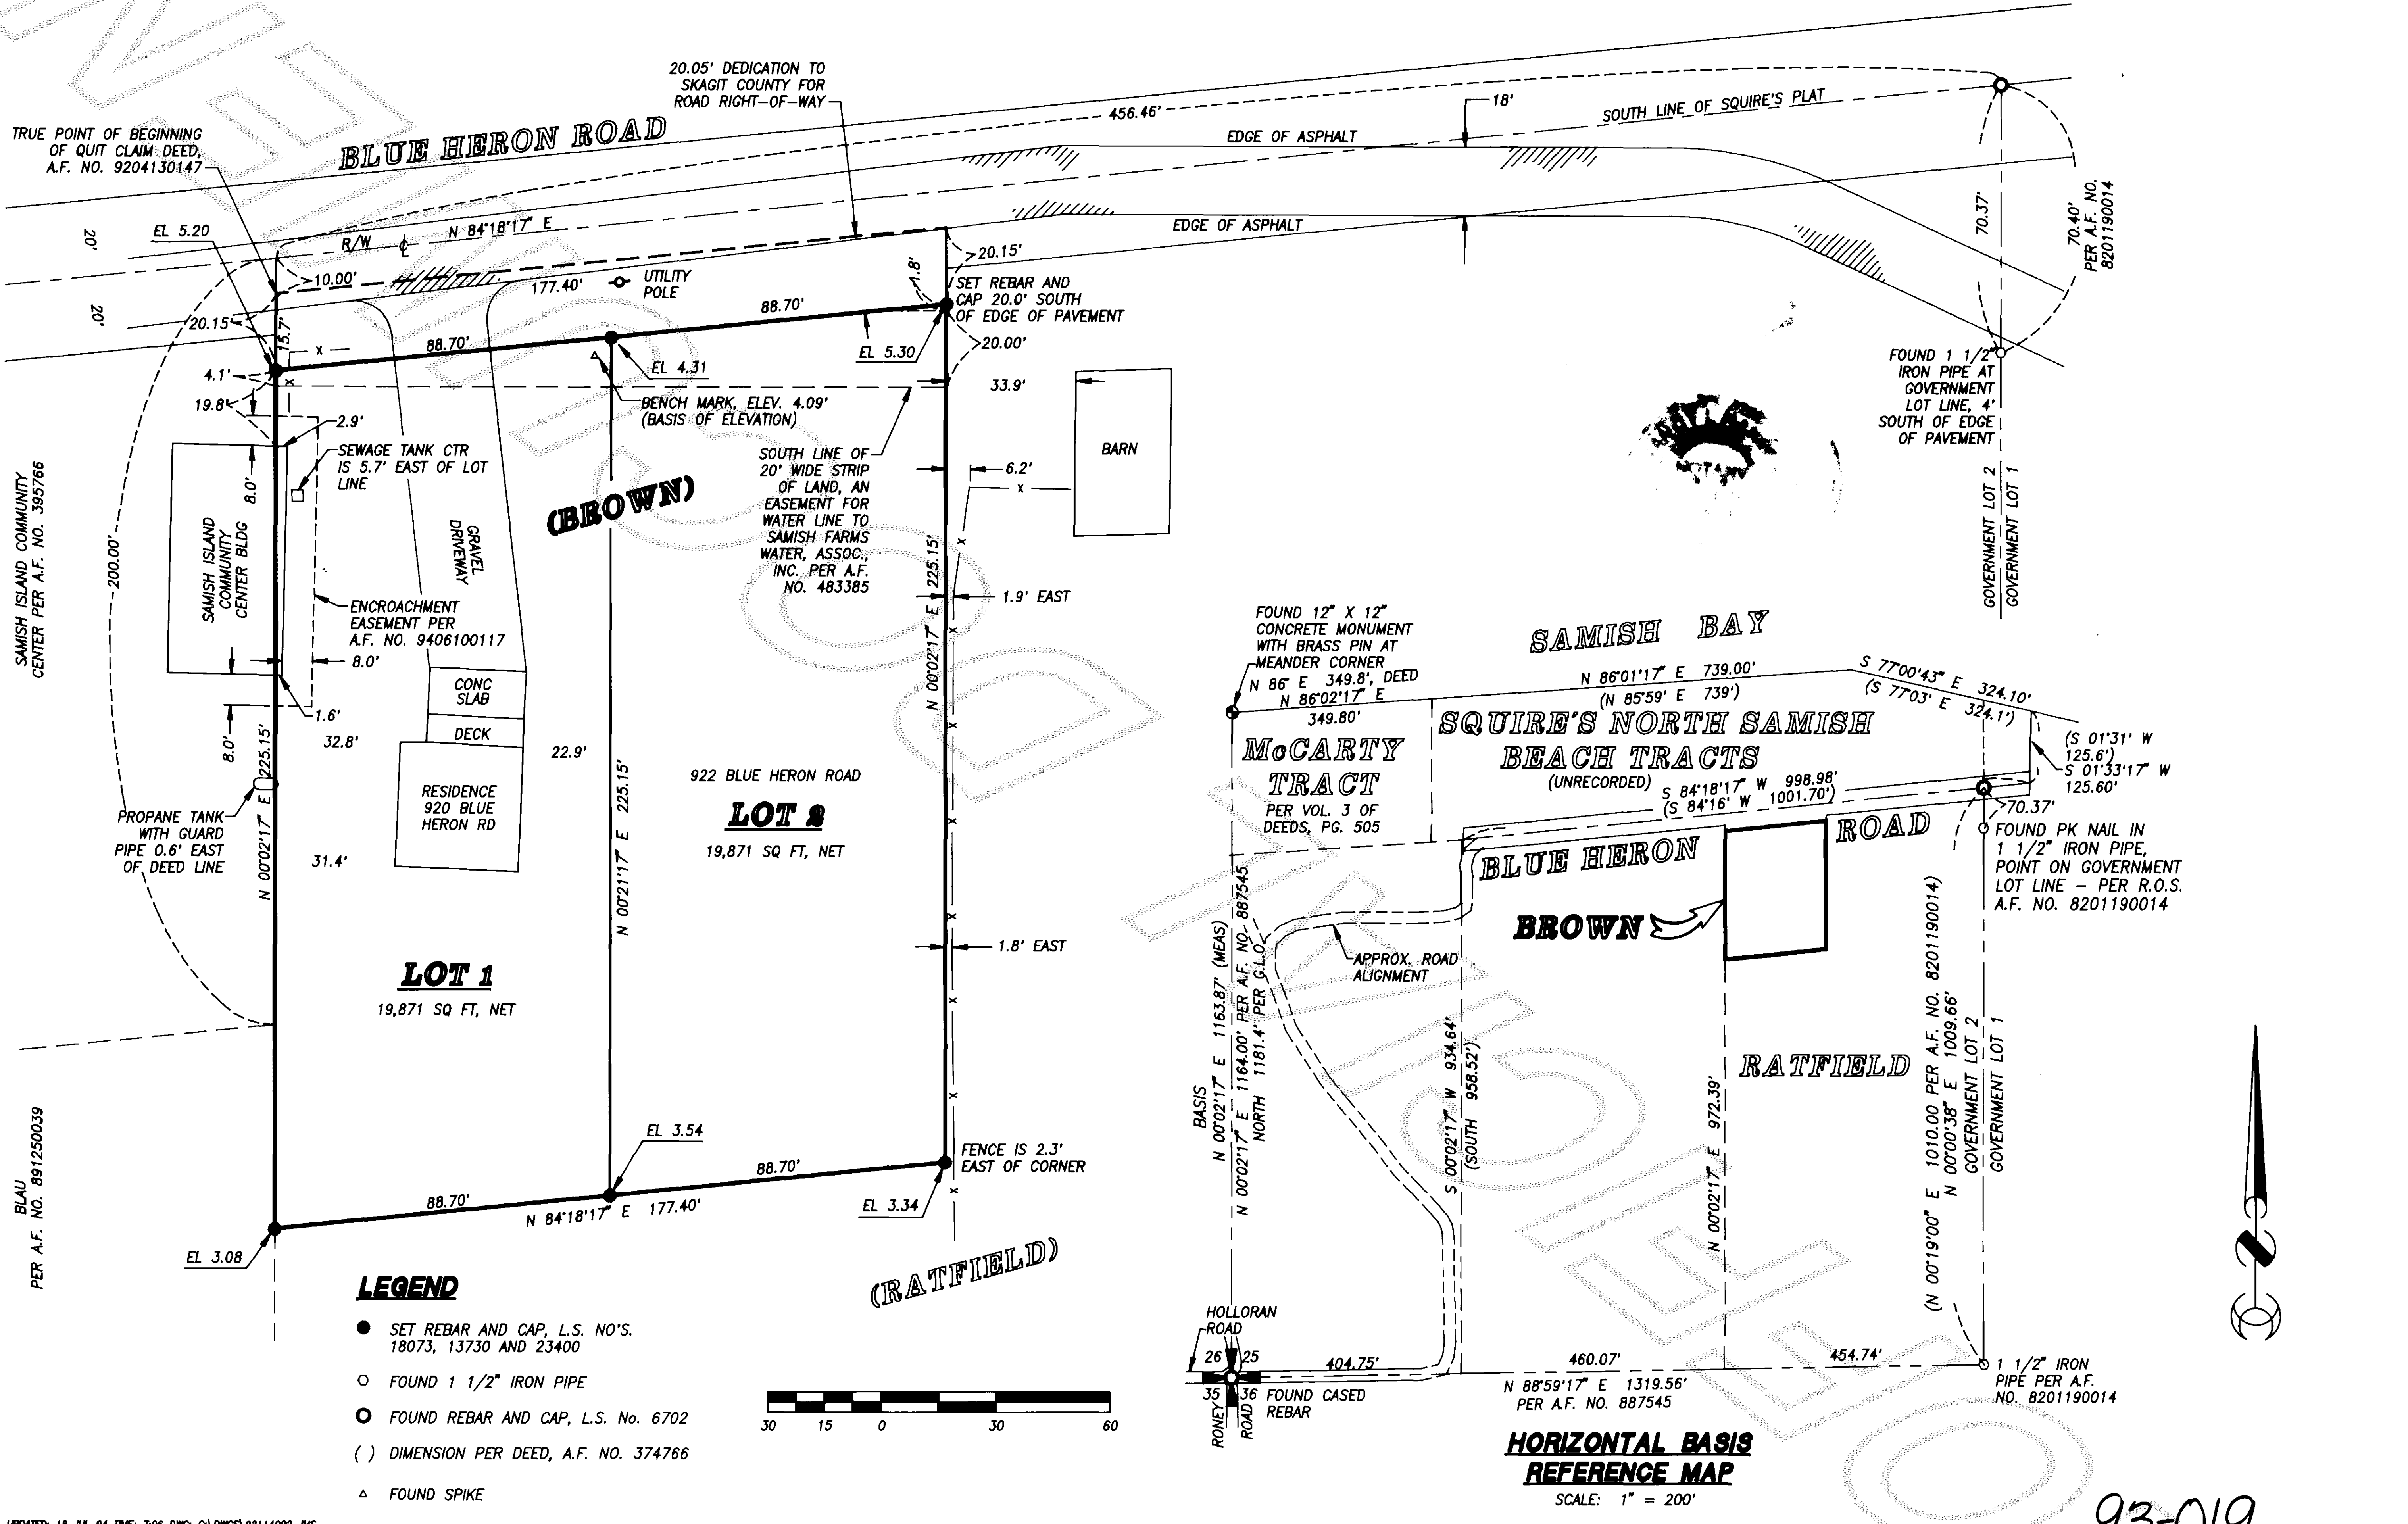 20.05' DEDICATION TO
SKAGIT COUNTY FOR
ROAD RIGHT-OF-WAY
TRUE POINT OF BEGINNING
OF QUIT CLAIM DEED,
A.F. NO. 9204130147
BLUE HERON ROAD
456.46'
18'
SOUTH LINE OF SQUIRE'S PLAT
EDGE OF ASPHALT
EDGE OF ASPHALT
70.37'
70.40'
PER A.F. NO.
8201190014
20'
20'
EL 5.20
R/W
N 84°18'17" E
10.00'
177.40'
UTILITY
POLE
20.15'
1.8'
SET REBAR AND
CAP 20.0' SOUTH
OF EDGE OF PAVEMENT
20.15'
15.7'
88.70'
88.70'
EL 5.30
20.00'
EL 4.31
33.9'
4.1'
19.8'
2.9'
BENCH MARK, ELEV. 4.09'
(BASIS OF ELEVATION)
SEWAGE TANK CTR
IS 5.7' EAST OF LOT
LINE
8.0'
SOUTH LINE OF
20' WIDE STRIP
OF LAND, AN
EASEMENT FOR
WATER LINE TO
SAMISH FARMS
WATER, ASSOC.,
INC. PER A.F.
NO. 483385
6.2'
BARN
FOUND 1 1/2"
IRON PIPE AT
GOVERNMENT
LOT LINE, 4'
SOUTH OF EDGE
OF PAVEMENT
GOVERNMENT LOT 2
GOVERNMENT LOT 1
SAMISH ISLAND COMMUNITY
CENTER PER A.F. NO. 395766
200.00'
SAMISH ISLAND
COMMUNITY
CENTER BLDG
GRAVEL
DRIVEWAY
(BROWN)
N 00°02'17" E 225.15'
1.9' EAST
ENCROACHMENT
EASEMENT PER
A.F. NO. 9406100117
8.0'
CONC
SLAB
DECK
1.6'
8.0'
32.8'
22.9'
RESIDENCE
920 BLUE
HERON RD
31.4'
PROPANE TANK
WITH GUARD
PIPE 0.6' EAST
OF DEED LINE
N 00°02'17" E 225.15'
N 00°21'17" E 225.15'
922 BLUE HERON ROAD
LOT 2
19,871 SQ FT, NET
1.8' EAST
LOT 1
19,871 SQ FT, NET
BLAU
PER A.F. NO. 891250039
EL 3.54
88.70'
88.70'
N 84°18'17" E 177.40'
EL 3.08
EL 3.34
FENCE IS 2.3'
EAST OF CORNER
(RATFIELD)
LEGEND
SET REBAR AND CAP, L.S. NO'S.
18073, 13730 AND 23400
FOUND 1 1/2" IRON PIPE
FOUND REBAR AND CAP, L.S. No. 6702
( ) DIMENSION PER DEED, A.F. NO. 374766
FOUND SPIKE
30 15 0 30 60
FOUND 12" X 12"
CONCRETE MONUMENT
WITH BRASS PIN AT
MEANDER CORNER
N 86° E 349.8', DEED
N 86°02'17" E
349.80'
SAMISH BAY
N 86°01'17" E 739.00'
(N 85°59' E 739')
S 77°00'43" E 324.10'
(S 77°03' E 324.1')
McCARTY
TRACT
PER VOL. 3 OF
DEEDS, PG. 505
SQUIRE'S NORTH SAMISH
BEACH TRACTS
(UNRECORDED)
S 84°18'17" W 998.98'
(S 84°16' W 1001.70')
(S 01°31' W
125.6')
S 01°33'17" W
125.60'
70.37'
BLUE HERON
ROAD
FOUND PK NAIL IN
1 1/2" IRON PIPE,
POINT ON GOVERNMENT
LOT LINE - PER R.O.S.
A.F. NO. 8201190014
BROWN
APPROX. ROAD
ALIGNMENT
BASIS
N 00°02'17" E 1163.87' (MEAS)
N 00°02'17" E 1164.00' PER A.F. NO. 887545
NORTH 1181.4' PER G.L.O.
S 00°02'17" W 934.64'
(SOUTH 958.52')
N 00°02'17" E 972.39'
RATFIELD
(N 00°19'00" E 1010.00 PER A.F. NO. 8201190014)
N 00°00'38" E 1009.66'
GOVERNMENT LOT 2
GOVERNMENT LOT 1
HOLLORAN
ROAD
26 25
35 36
RONEY
ROAD
FOUND CASED
REBAR
404.75'
460.07'
454.74'
N 88°59'17" E 1319.56'
PER A.F. NO. 887545
1 1/2" IRON
PIPE PER A.F.
NO. 8201190014
HORIZONTAL BASIS
REFERENCE MAP
SCALE: 1" = 200'
93-019